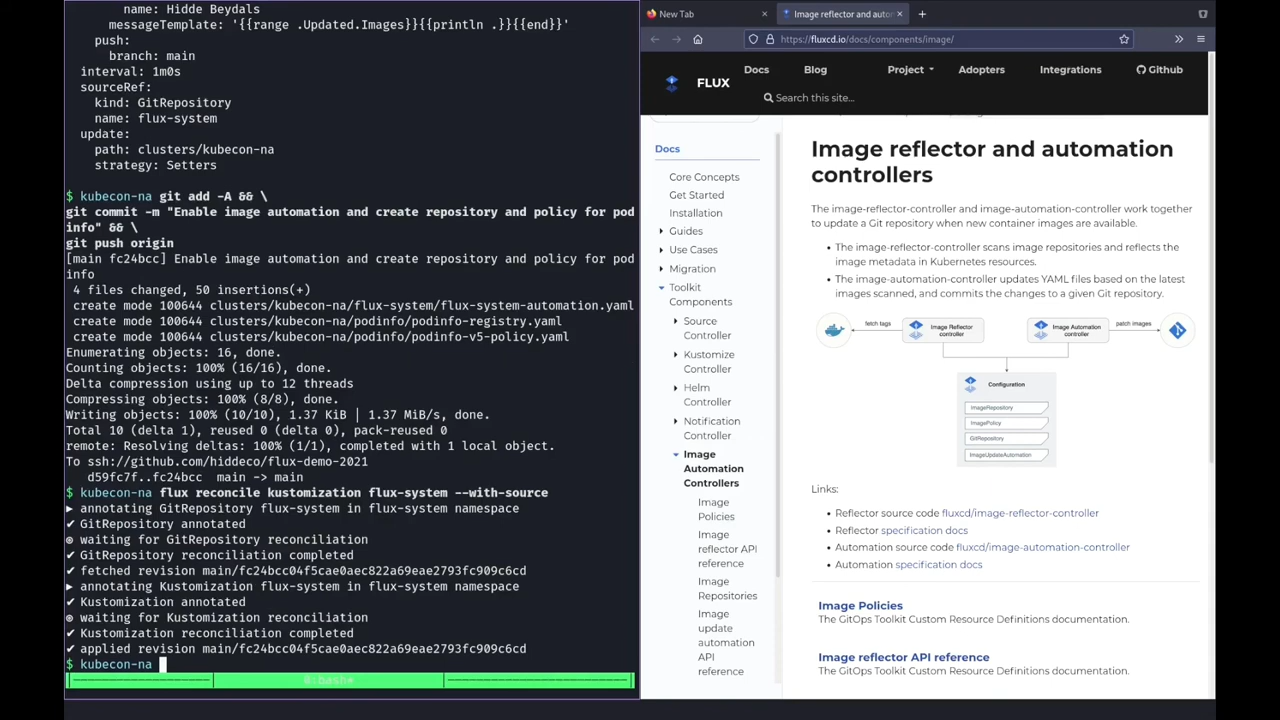 name: Hidde Beydals
messageTemplate: '{{range .Updated.Images}}{{println .}}{{end}}'
push:
branch: main
interval: 1m0s
sourceRef:
kind: GitRepository
name: flux-system
update:
path: clusters/kubecon-na
strategy: Setters
$ kubecon-na git add -A && \
git commit -m "Enable image automation and create repository and policy for pod
info" && \
git push origin
[main fc24bcc] Enable image automation and create repository and policy for pod
info
4 files changed, 50 insertions(+)
create mode 100644 clusters/kubecon-na/flux-system/flux-system-automation.yaml
create mode 100644 clusters/kubecon-na/podinfo/podinfo-registry.yaml
create mode 100644 clusters/kubecon-na/podinfo/podinfo-v5-policy.yaml
Enumerating objects: 16, done.
Counting objects: 100% (16/16), done.
Delta compression using up to 12 threads
Compressing objects: 100% (8/8), done.
Writing objects: 100% (10/10), 1.37 KiB | 1.37 MiB/s, done.
Total 10 (delta 1), reused 0 (delta 0), pack-reused 0
remote: Resolving deltas: 100% (1/1), completed with 1 local object.
To ssh://github.com/hiddeco/flux-demo-2021
d59fc7f..fc24bcc main -> main
$ kubecon-na flux reconcile kustomization flux-system --with-source
► annotating GitRepository flux-system in flux-system namespace
✔ GitRepository annotated
◎ waiting for GitRepository reconciliation
✔ GitRepository reconciliation completed
✔ fetched revision main/fc24bcc04f5cae0aec822a69eae2793fc909c6cd
► annotating Kustomization flux-system in flux-system namespace
✔ Kustomization annotated
◎ waiting for Kustomization reconciliation
✔ Kustomization reconciliation completed
✔ applied revision main/fc24bcc04f5cae0aec822a69eae2793fc909c6cd
$ kubecon-na
0:bash*
New Tab
Image reflector and autor
https://fluxcd.io/docs/components/image/
FLUX
Docs
Blog
Project
Adopters
Integrations
Github
Search this site...
Docs
Core Concepts
Get Started
Installation
Guides
Use Cases
Migration
Toolkit
Components
Source
Controller
Kustomize
Controller
Helm
Controller
Notification
Controller
Image
Automation
Controllers
Image
Policies
Image
reflector API
reference
Image
Repositories
Image
update
automation
API
reference
Image reflector and automation
controllers
The image-reflector-controller and image-automation-controller work together
to update a Git repository when new container images are available.
The image-reflector-controller scans image repositories and reflects the
image metadata in Kubernetes resources.
The image-automation-controller updates YAML files based on the latest
images scanned, and commits the changes to a given Git repository.
fetch tags
Image Reflector
controller
Image Automation
controller
patch images
Configuration
ImageRepository
ImagePolicy
GitRepository
ImageUpdateAutomation
Links:
Reflector source code fluxcd/image-reflector-controller
Reflector specification docs
Automation source code fluxcd/image-automation-controller
Automation specification docs
Image Policies
The GitOps Toolkit Custom Resource Definitions documentation.
Image reflector API reference
The GitOps Toolkit Custom Resource Definitions documentation.